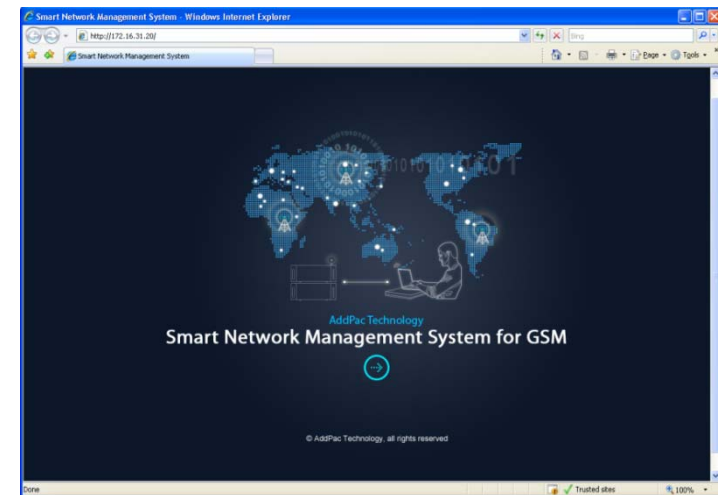 Smart Network Management System - Windows Internet Explorer
http://172.16.31.20/
Bing
Smart Network Management System
Page
Tools
AddPac Technology
Smart Network Management System for GSM
© AddPac Technology, all rights reserved
Done
Trusted sites
100%